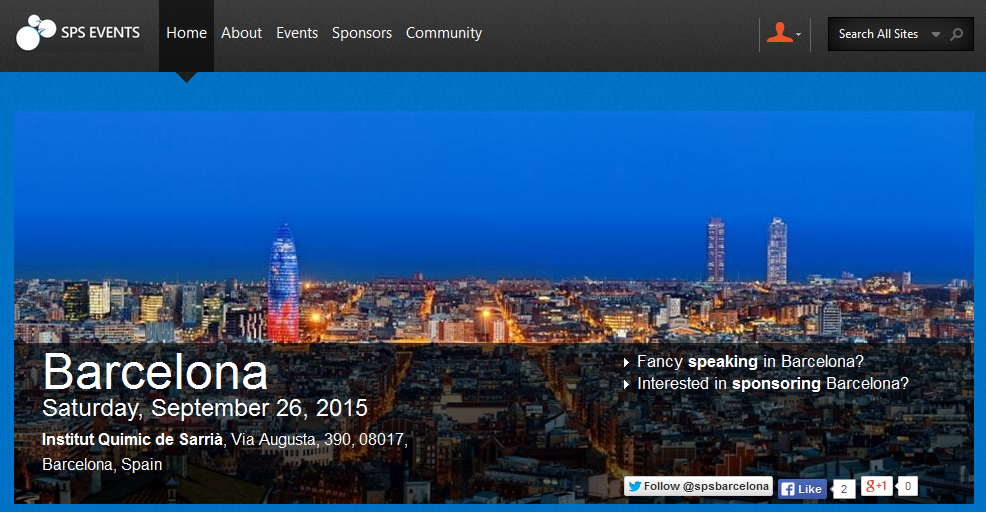 SPS EVENTS
Home About Events Sponsors Community
Search All Sites
Barcelona
Saturday, September 26, 2015
Institut Quimic de Sarrià, Via Augusta, 390, 08017,
Barcelona, Spain
Fancy speaking in Barcelona?
Interested in sponsoring Barcelona?
Follow @spsbarcelona
Like 2
g+1 0